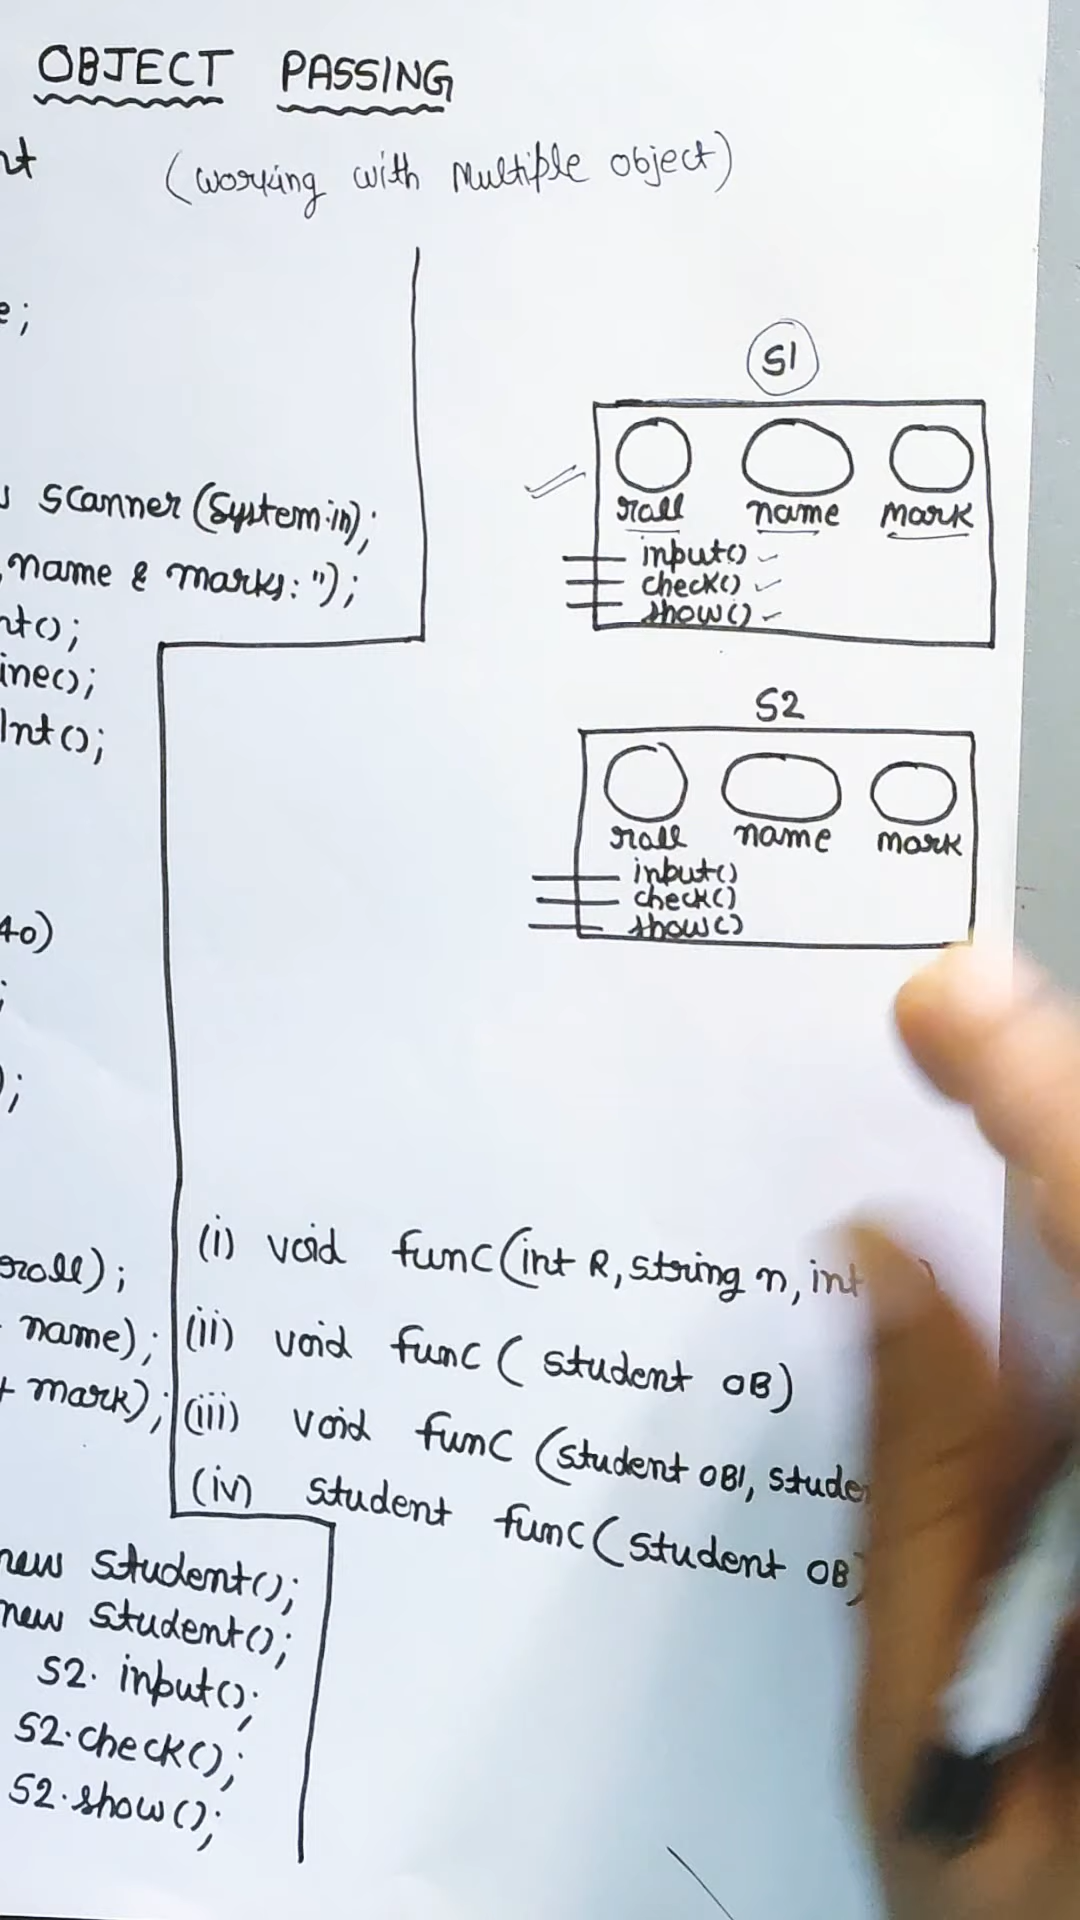 OBJECT PASSING
nt (working with Multiple object)
e;
S1
roll name mark
scanner (System.in);
input()
, name & marks: ");
check()
show()
nt();
ine();
Int();
S2
roll name mark
input()
check()
show()
40)
;
);
(i) void func(int R, string n, int
roll);
(ii) void func( student OB)
name);
(iii) void func (student OB1, stude
+ mark);
(iv) student func(student OB)
new student();
new student();
S2. input();
S2.check();
S2.show();